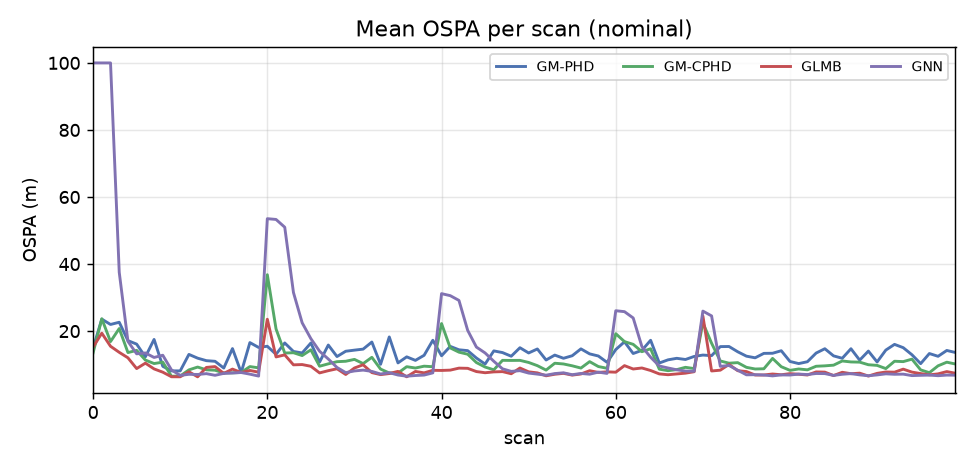 Mean OSPA per scan (nominal)
GM-PHD GM-CPHD GLMB GNN
100
80
60
40
20
OSPA (m)
0 20 40 60 80
scan